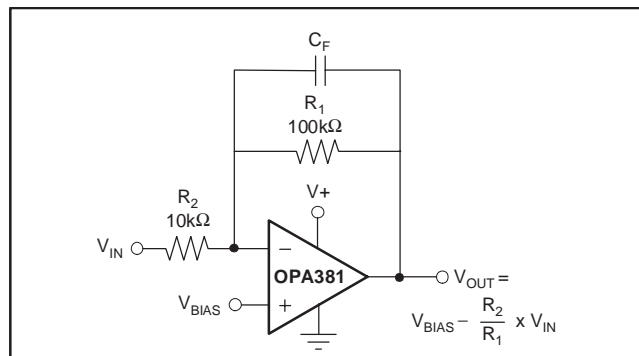 C_F
R_1
100kΩ
R_2
10kΩ
V+
V_IN
−
OPA381
V_BIAS
+
V_OUT =
V_BIAS − R_2/R_1 x V_IN